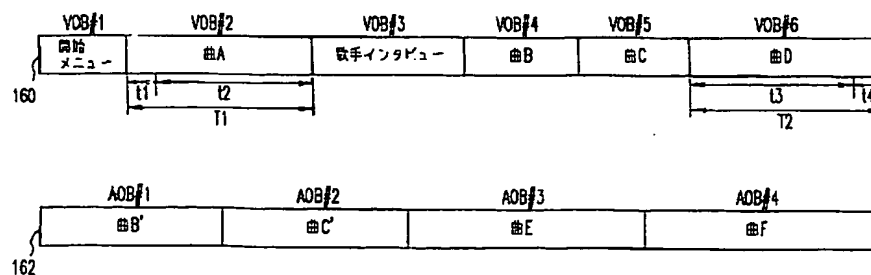 VOB#1 VOB#2 VOB#3 VOB#4 VOB#5 VOB#6
開始
メニュー
曲A 歌手インタビュー 曲B 曲C 曲D
160
t1 t2 t3 t4
T1 T2
AOB#1 AOB#2 AOB#3 AOB#4
曲B' 曲C' 曲E 曲F
162